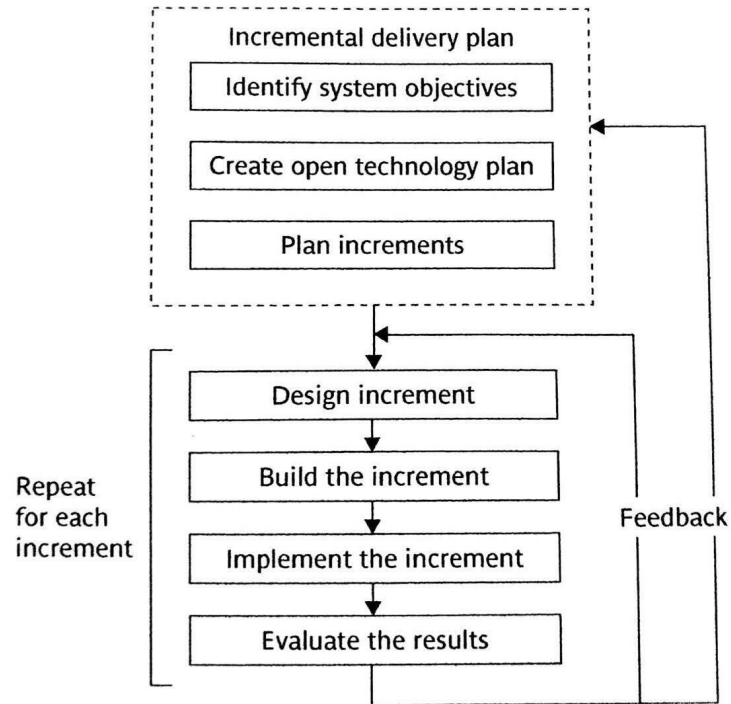 Incremental delivery plan
Identify system objectives
Create open technology plan
Plan increments
Design increment
Build the increment
Repeat
for each
increment
Implement the increment
Evaluate the results
Feedback